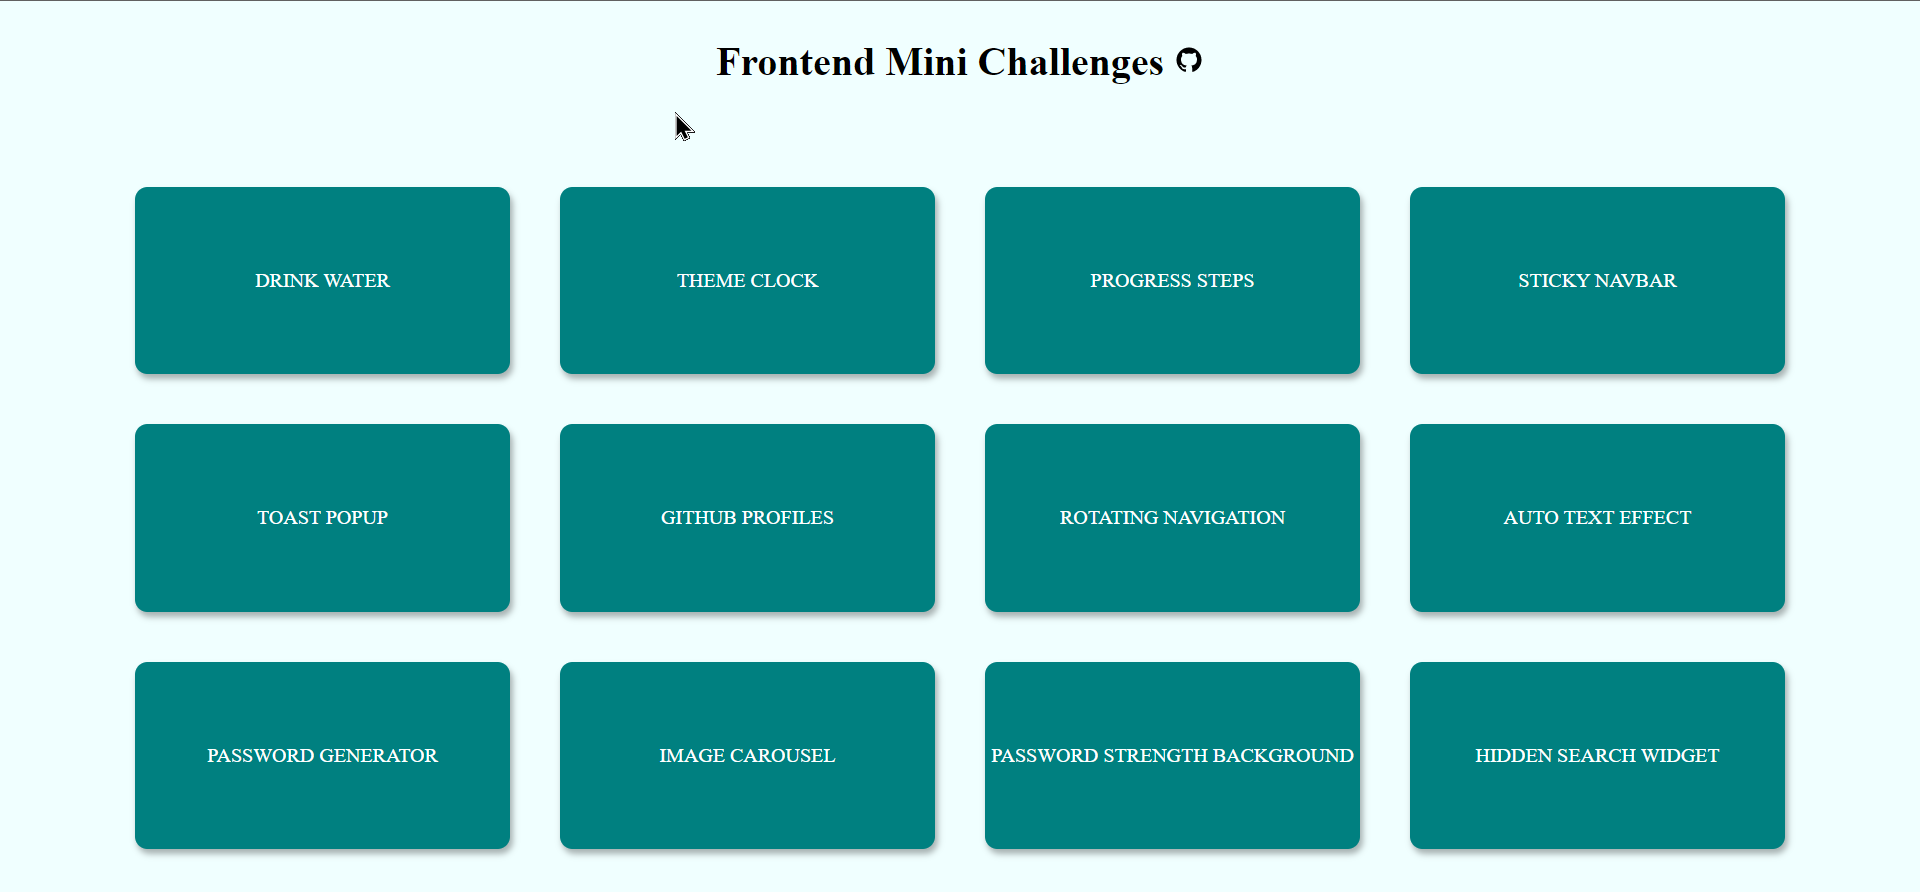 Frontend Mini Challenges
DRINK WATER
THEME CLOCK
PROGRESS STEPS
STICKY NAVBAR
TOAST POPUP
GITHUB PROFILES
ROTATING NAVIGATION
AUTO TEXT EFFECT
PASSWORD GENERATOR
IMAGE CAROUSEL
PASSWORD STRENGTH BACKGROUND
HIDDEN SEARCH WIDGET